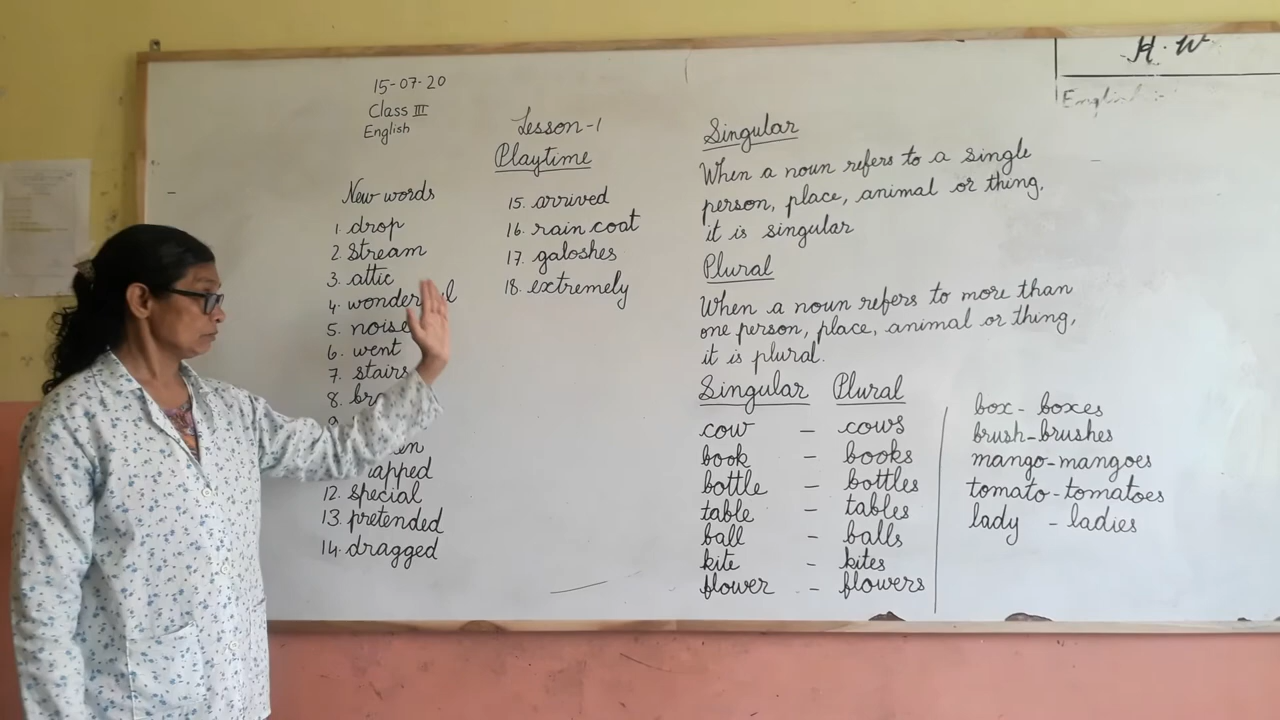 15-07-20
Class III
English
Lesson-1
Playtime
New words
1. drop
2. Stream
3. attic
4.
5. noise
6. went
7. stairs
8.
12. special
13. pretended
14. dragged
15. arrived
16. rain coat
17. galoshes
18. extremely
Singular
When a noun refers to a single
person, place, animal or thing,
it is singular
Plural
When a noun refers to more than
one person, place, animal or thing,
it is plural.
Singular Plural
cow - cows
book - books
bottle - bottles
table - tables
ball - balls
kite - kites
flower - flowers
box - boxes
brush-brushes
mango-mangoes
tomato-tomatoes
lady - ladies
H.W
English :-